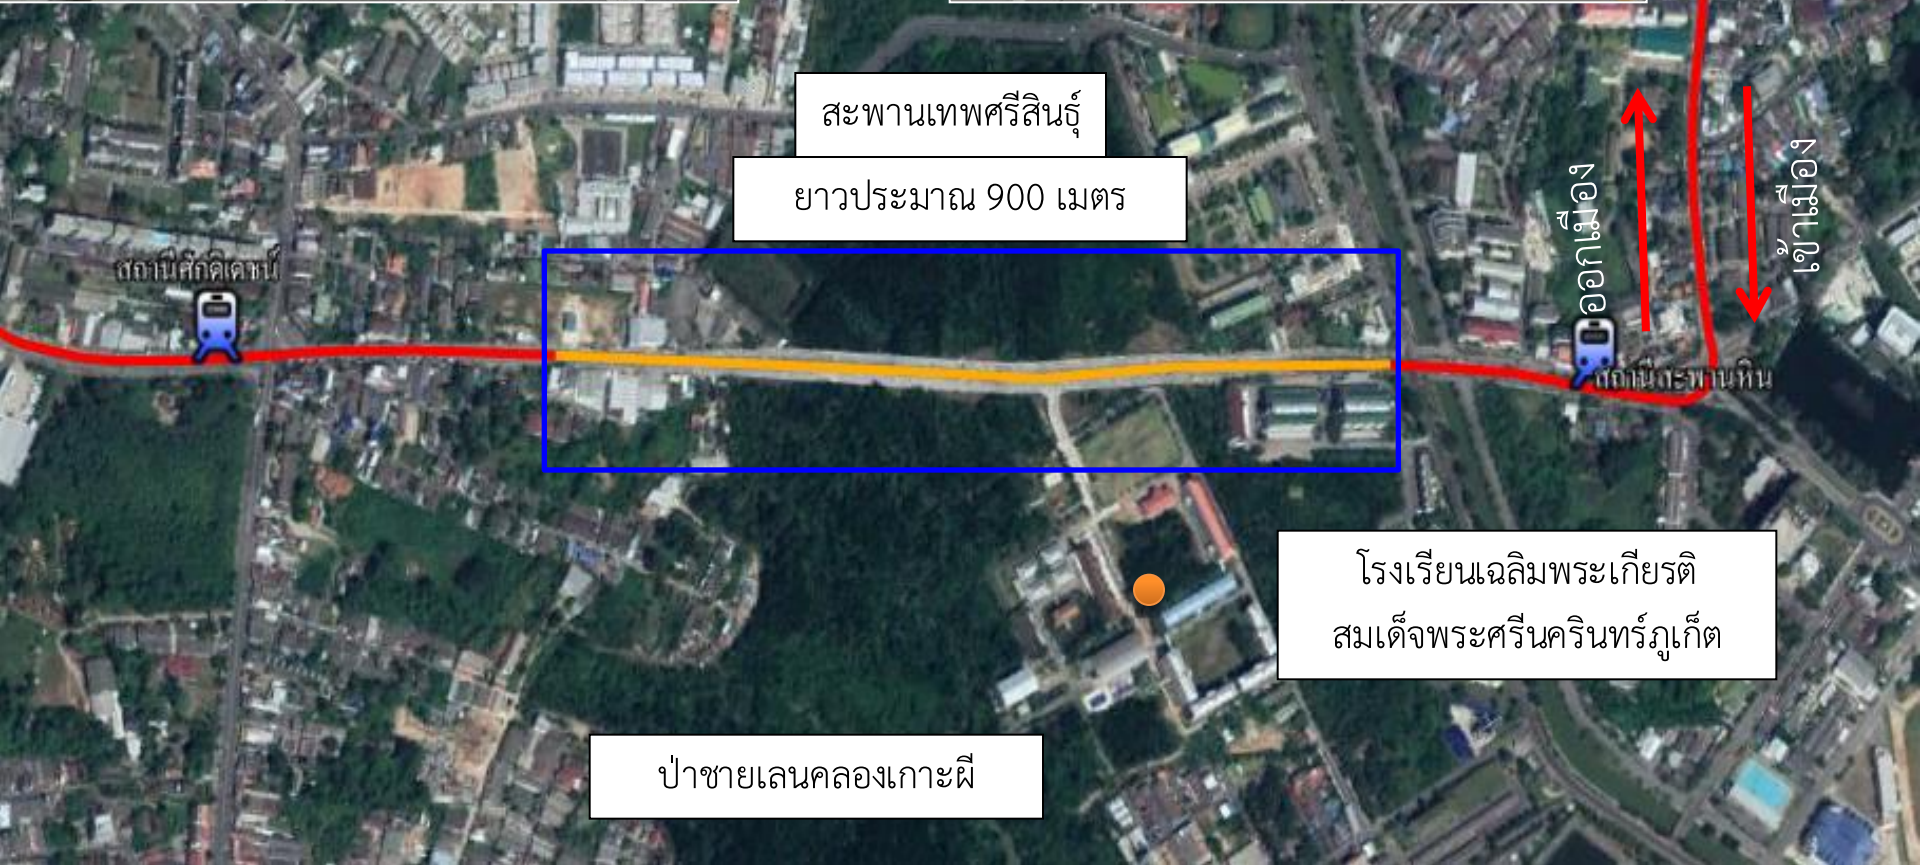 สะพานเทพศรีสินธุ์
ยาวประมาณ 900 เมตร
ออกเมือง
เข้าเมือง
สถานีศักดิเดชน์
สถานีสะพานหิน
โรงเรียนเฉลิมพระเกียรติ
สมเด็จพระศรีนครินทร์ภูเก็ต
ป่าชายเลนคลองเกาะผี